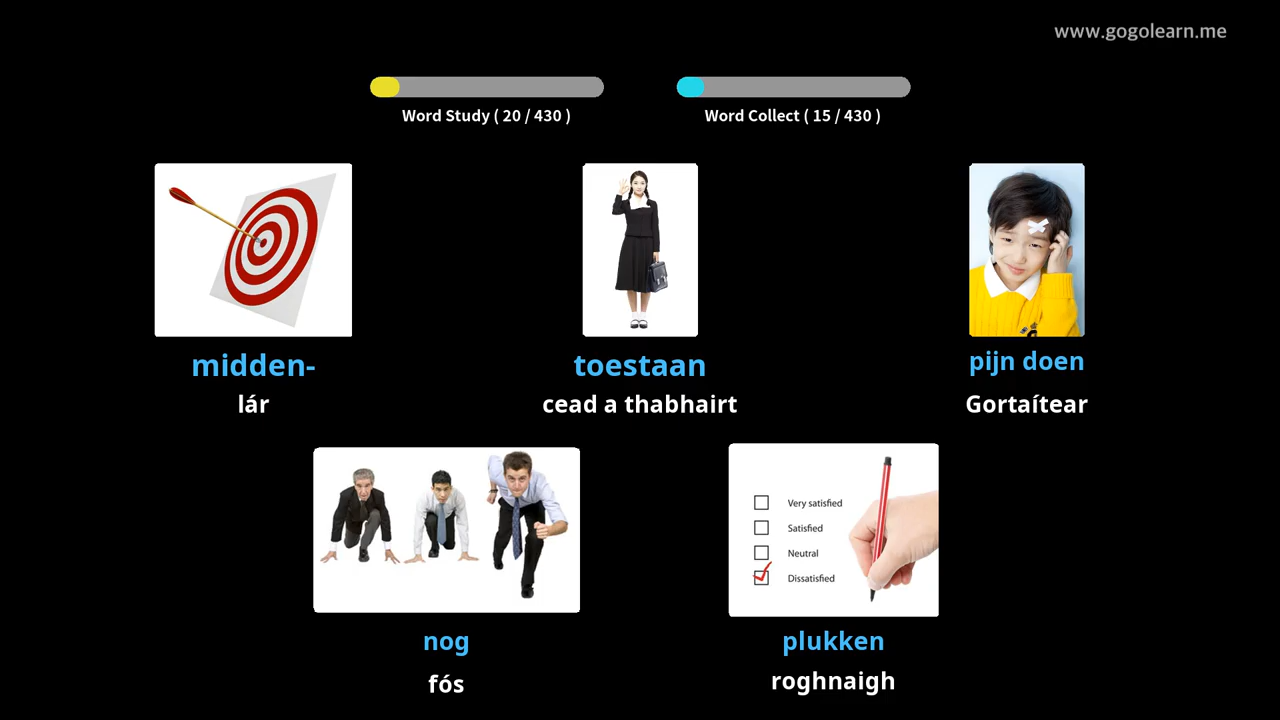 www.gogolearn.me
Word Study ( 20 / 430 )
Word Collect ( 15 / 430 )
midden-
lár
toestaan
cead a thabhairt
pijn doen
Gortaítear
nog
fós
Very satisfied
Satisfied
Neutral
Dissatisfied
plukken
roghnaigh